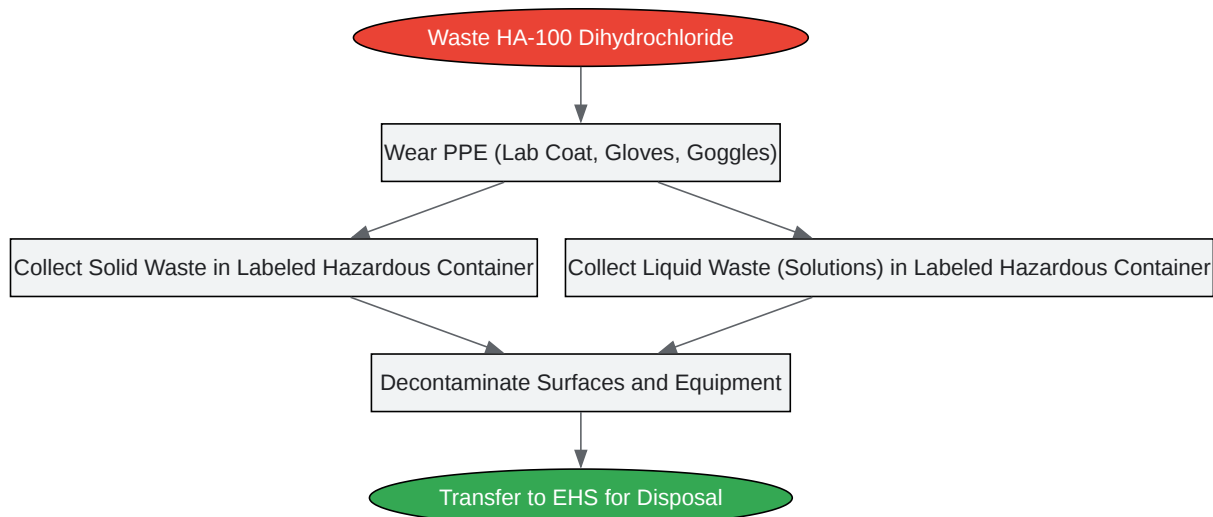 Waste HA-100 Dihydrochloride
Wear PPE (Lab Coat, Gloves, Goggles)
Collect Solid Waste in Labeled Hazardous Container
Collect Liquid Waste (Solutions) in Labeled Hazardous Container
Decontaminate Surfaces and Equipment
Transfer to EHS for Disposal